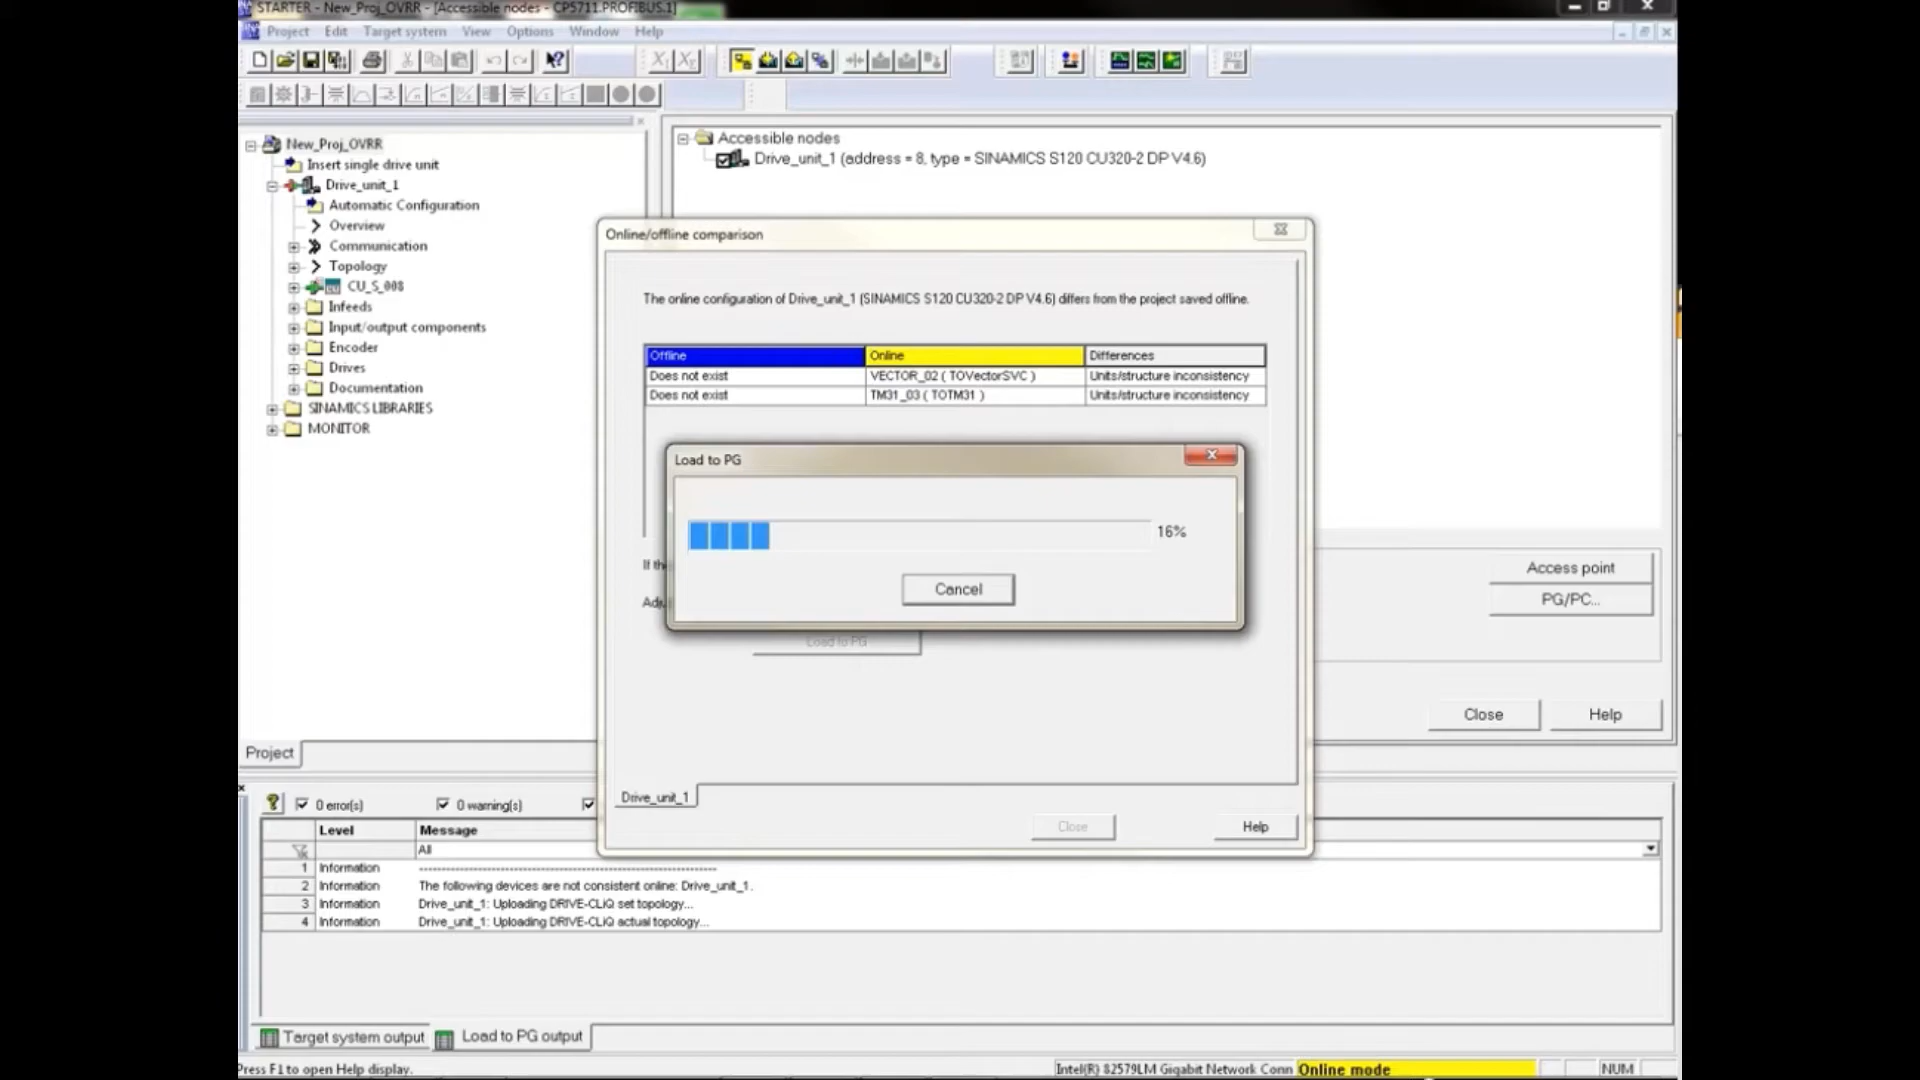 STARTER - New_Proj_OVRR - [Accessible nodes - CP5711.PROFIBUS.1]
Project Edit Target system View Options Window Help
New_Proj_OVRR
Insert single drive unit
Drive_unit_1
Automatic Configuration
Overview
Communication
Topology
CU_S_008
Infeeds
Input/output components
Encoder
Drives
Documentation
SINAMICS LIBRARIES
MONITOR
Project
Accessible nodes
Drive_unit_1 (address = 8, type = SINAMICS S120 CU320-2 DP V4.6)
Access point
PG/PC...
Close Help
Online/offline comparison
The online configuration of Drive_unit_1 (SINAMICS S120 CU320-2 DP V4.6) differs from the project saved offline.
Offline Online Differences
Does not exist VECTOR_02 ( TOVectorSVC ) Units/structure inconsistency
Does not exist TM31_03 ( TOTM31 ) Units/structure inconsistency
If the
Load to PG
16%
Cancel
Load to PG
Drive_unit_1
Close Help
0 error(s) 0 warning(s)
Level Message
All
1 Information ----------------------------------------------------------------
2 Information The following devices are not consistent online: Drive_unit_1.
3 Information Drive_unit_1: Uploading DRIVE-CLiQ set topology...
4 Information Drive_unit_1: Uploading DRIVE-CLiQ actual topology...
Target system output Load to PG output
Press F1 to open Help display. Intel(R) 82579LM Gigabit Network Conn Online mode NUM